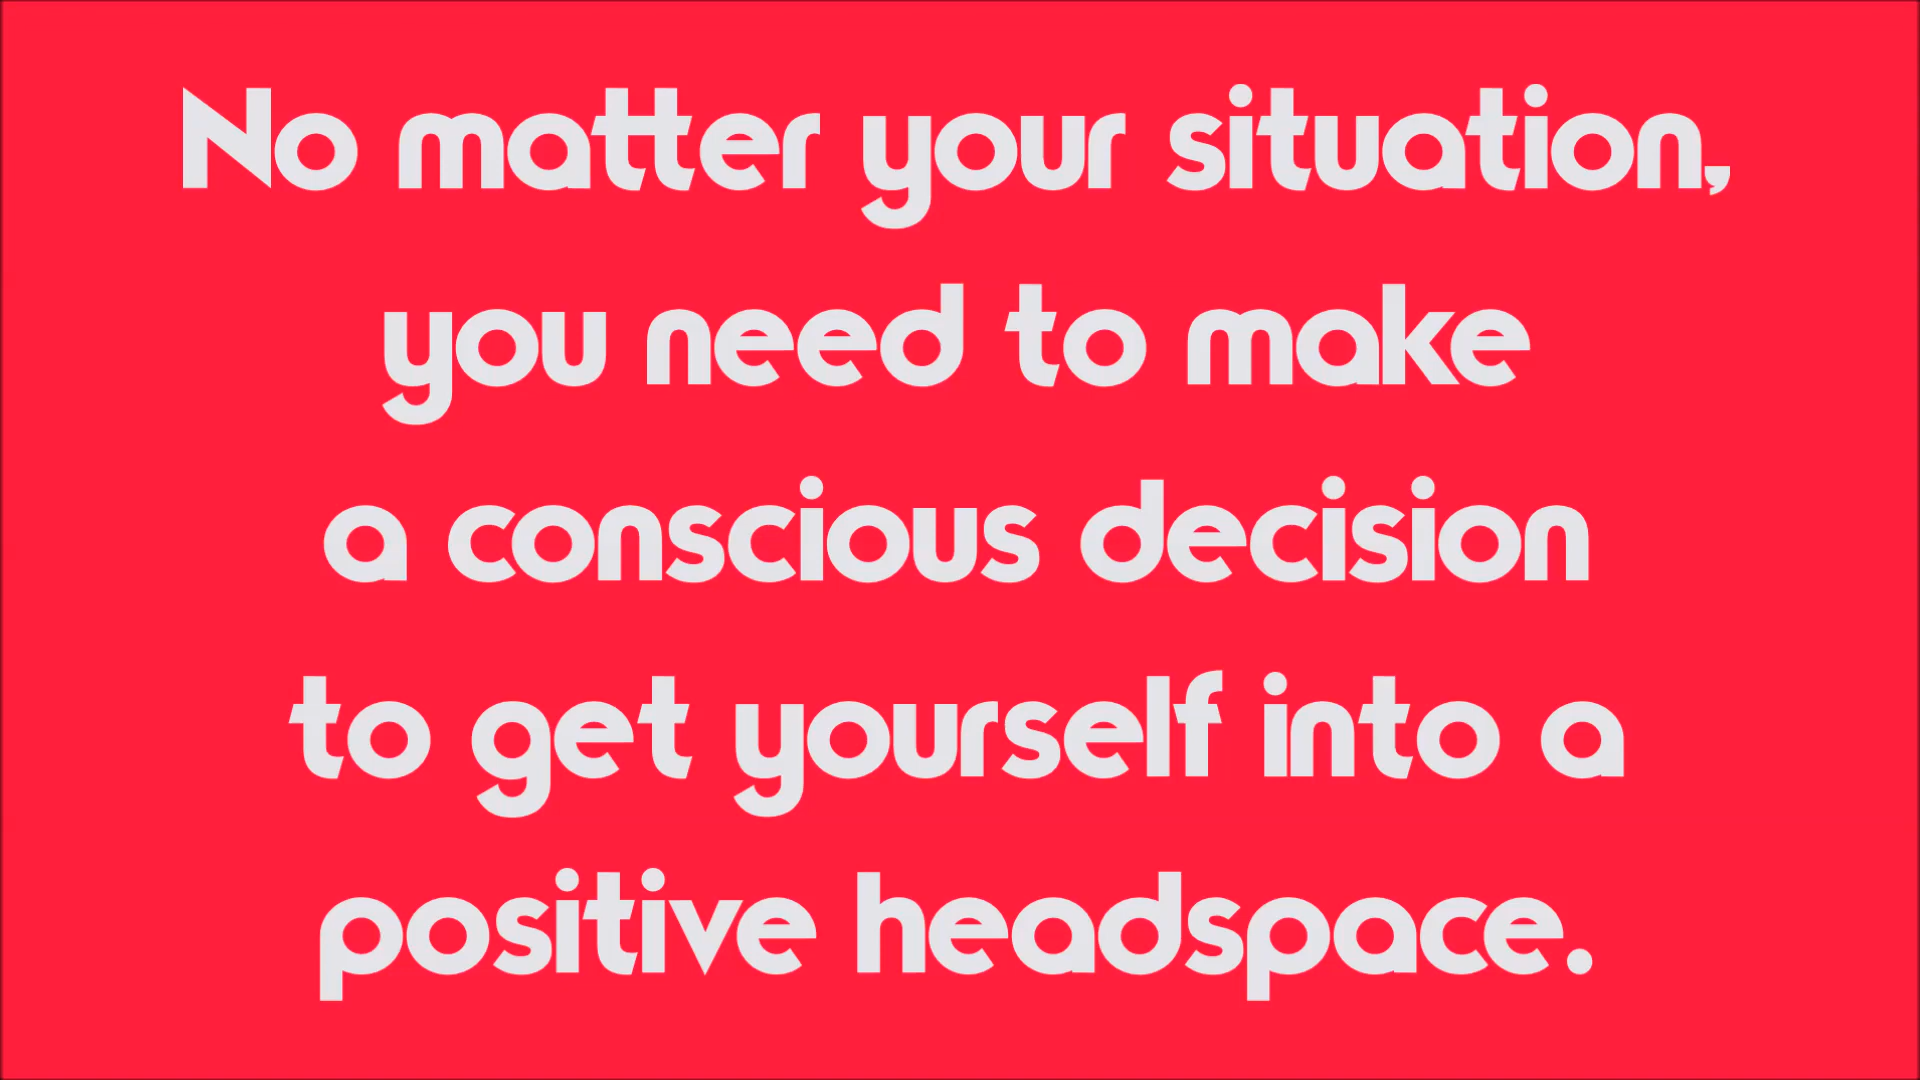 No matter your situation,
you need to make
a conscious decision
to get yourself into a
positive headspace.